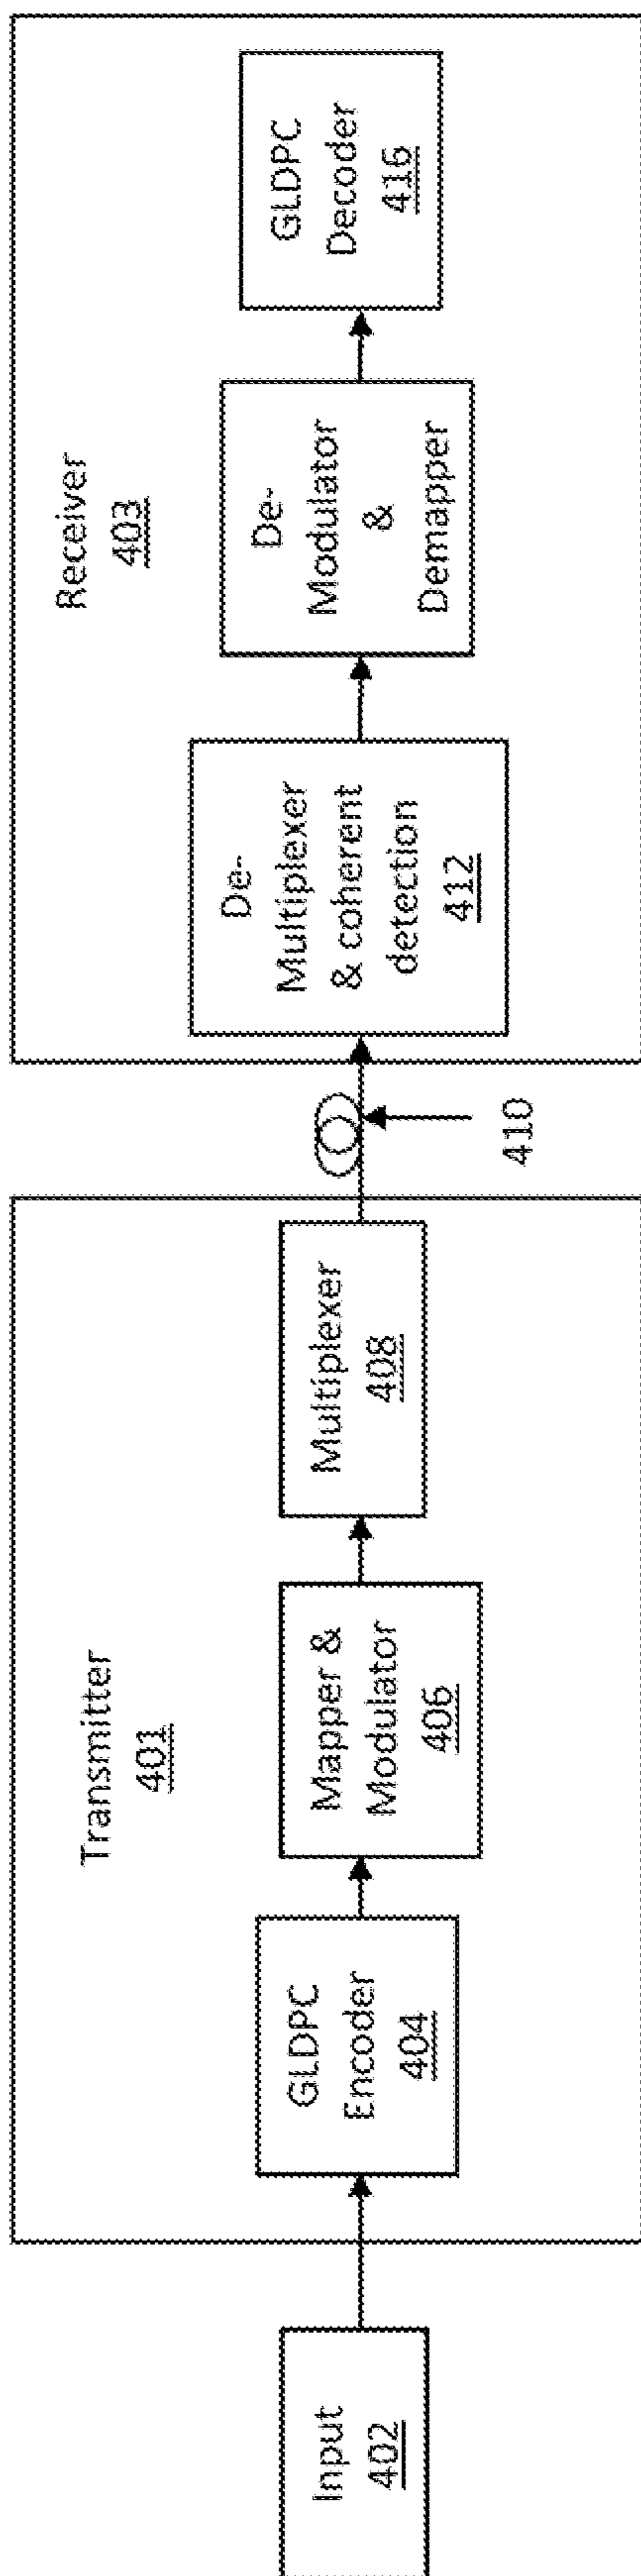 Input
402
Transmitter
401
GLDPC
Encoder
404
Mapper &
Modulator
406
Multiplexer
408
410
Receiver
403
De-
Multiplexer
& coherent
detection
412
De-
Modulator
&
Demapper
GLDPC
Decoder
416